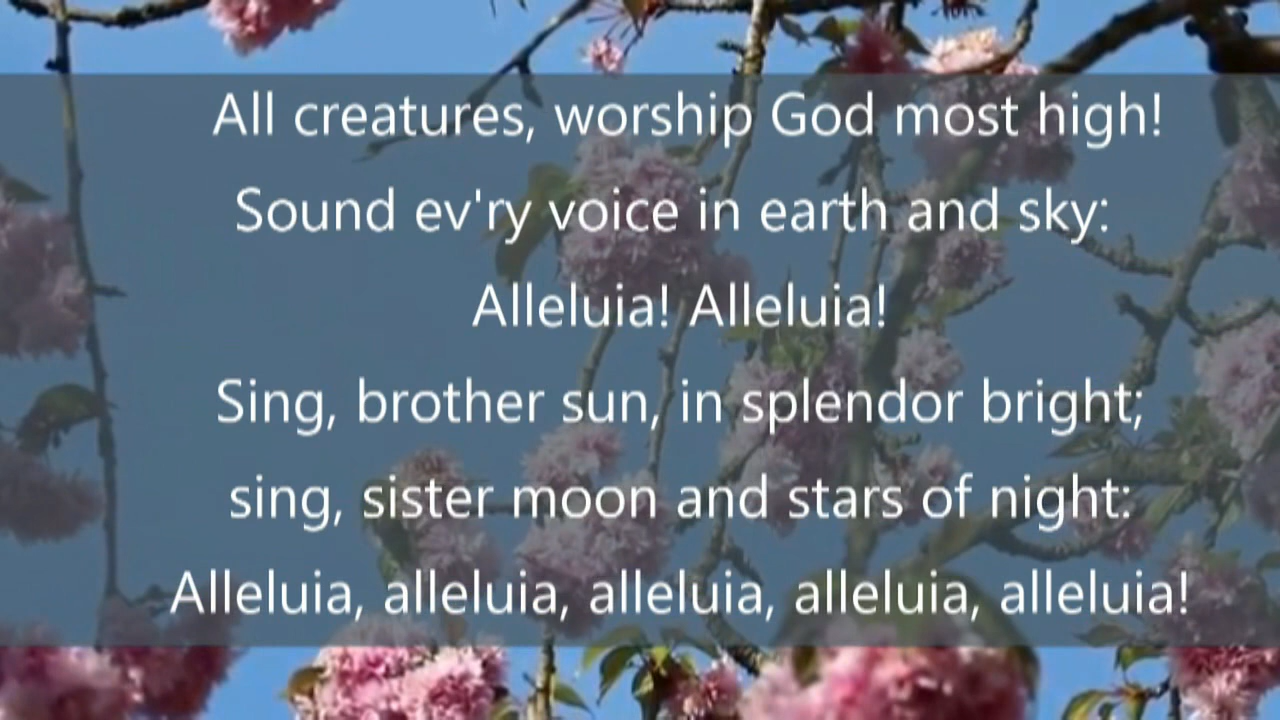 All creatures, worship God most high!
Sound ev'ry voice in earth and sky:
Alleluia! Alleluia!
Sing, brother sun, in splendor bright;
sing, sister moon and stars of night:
Alleluia, alleluia, alleluia, alleluia, alleluia!